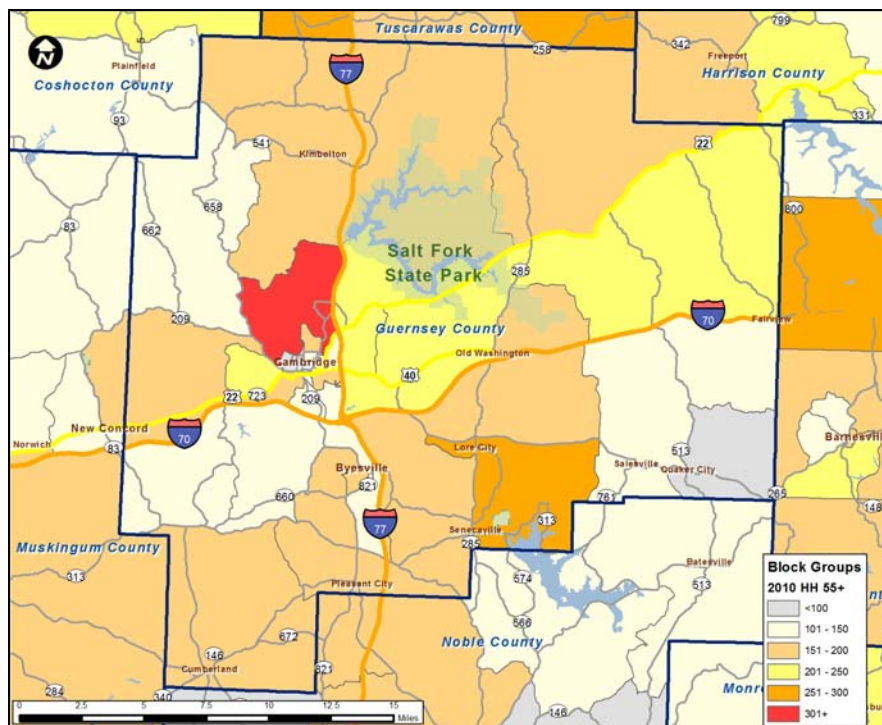 Tuscarawas County
799
77
258
342
Freeport
Harrison County
N
5
Plainfield
Coshocton County
93
22
331
541
Kimbolton
658
800
83
662
Salt Fork
State Park
285
209
Guernsey County
70
Fairview
Old Washington
Cambridge
40
22
723
209
New Concord
Norwich
83
70
Lore City
513
Barnesville
Byesville
821
Salesville
Quaker City
660
761
265
77
Senecaville
313
285
148
Muskingum County
313
574
Batesville
513
Pleasant City
566
Noble County
672
146
Cumberland
821
284
340
146
Monro
Block Groups
2010 HH 55+
<100
101 - 150
151 - 200
201 - 250
251 - 300
301+
0 2.5 5 10 15
Miles